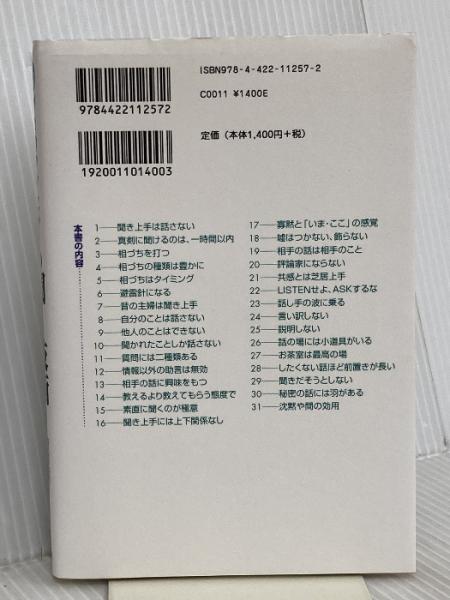 ISBN978-4-422-11257-2
C0011 ¥1400E
9784422112572
定価（本体1,400円＋税）
1920011014003
本書の内容
1──聞き上手は話さない
2──真剣に聞けるのは、一時間以内
3──相づちを打つ
4──相づちの種類は豊かに
5──相づちはタイミング
6──避雷針になる
7──昔の主婦は聞き上手
8──自分のことは話さない
9──他人のことはできない
10──聞かれたことしか話さない
11──質問には二種類ある
12──情報以外の助言は無効
13──相手の話に興味をもつ
14──教えるより教えてもらう態度で
15──素直に聞くのが極意
16──聞き上手には上下関係なし
17──寡黙と「いま・ここ」の感覚
18──嘘はつかない、飾らない
19──相手の話は相手のこと
20──評論家にならない
21──共感とは芝居上手
22──LISTENせよ、ASKするな
23──話し手の波に乗る
24──言い訳しない
25──説明しない
26──話の場には小道具がいる
27──お茶室は最高の場
28──したくない話ほど前置きが長い
29──聞きだそうとしない
30──秘密の話には羽がある
31──沈黙や間の効用